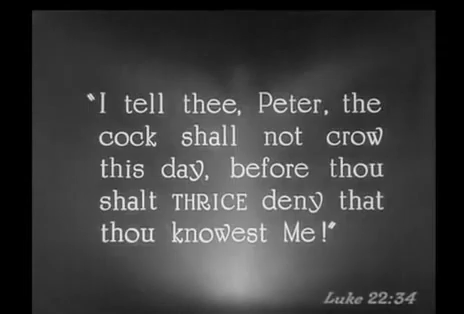 "I tell thee, Peter, the
cock shall not crow
this day, before thou
shalt THRICE deny that
thou knowest Me!"
Luke 22:34